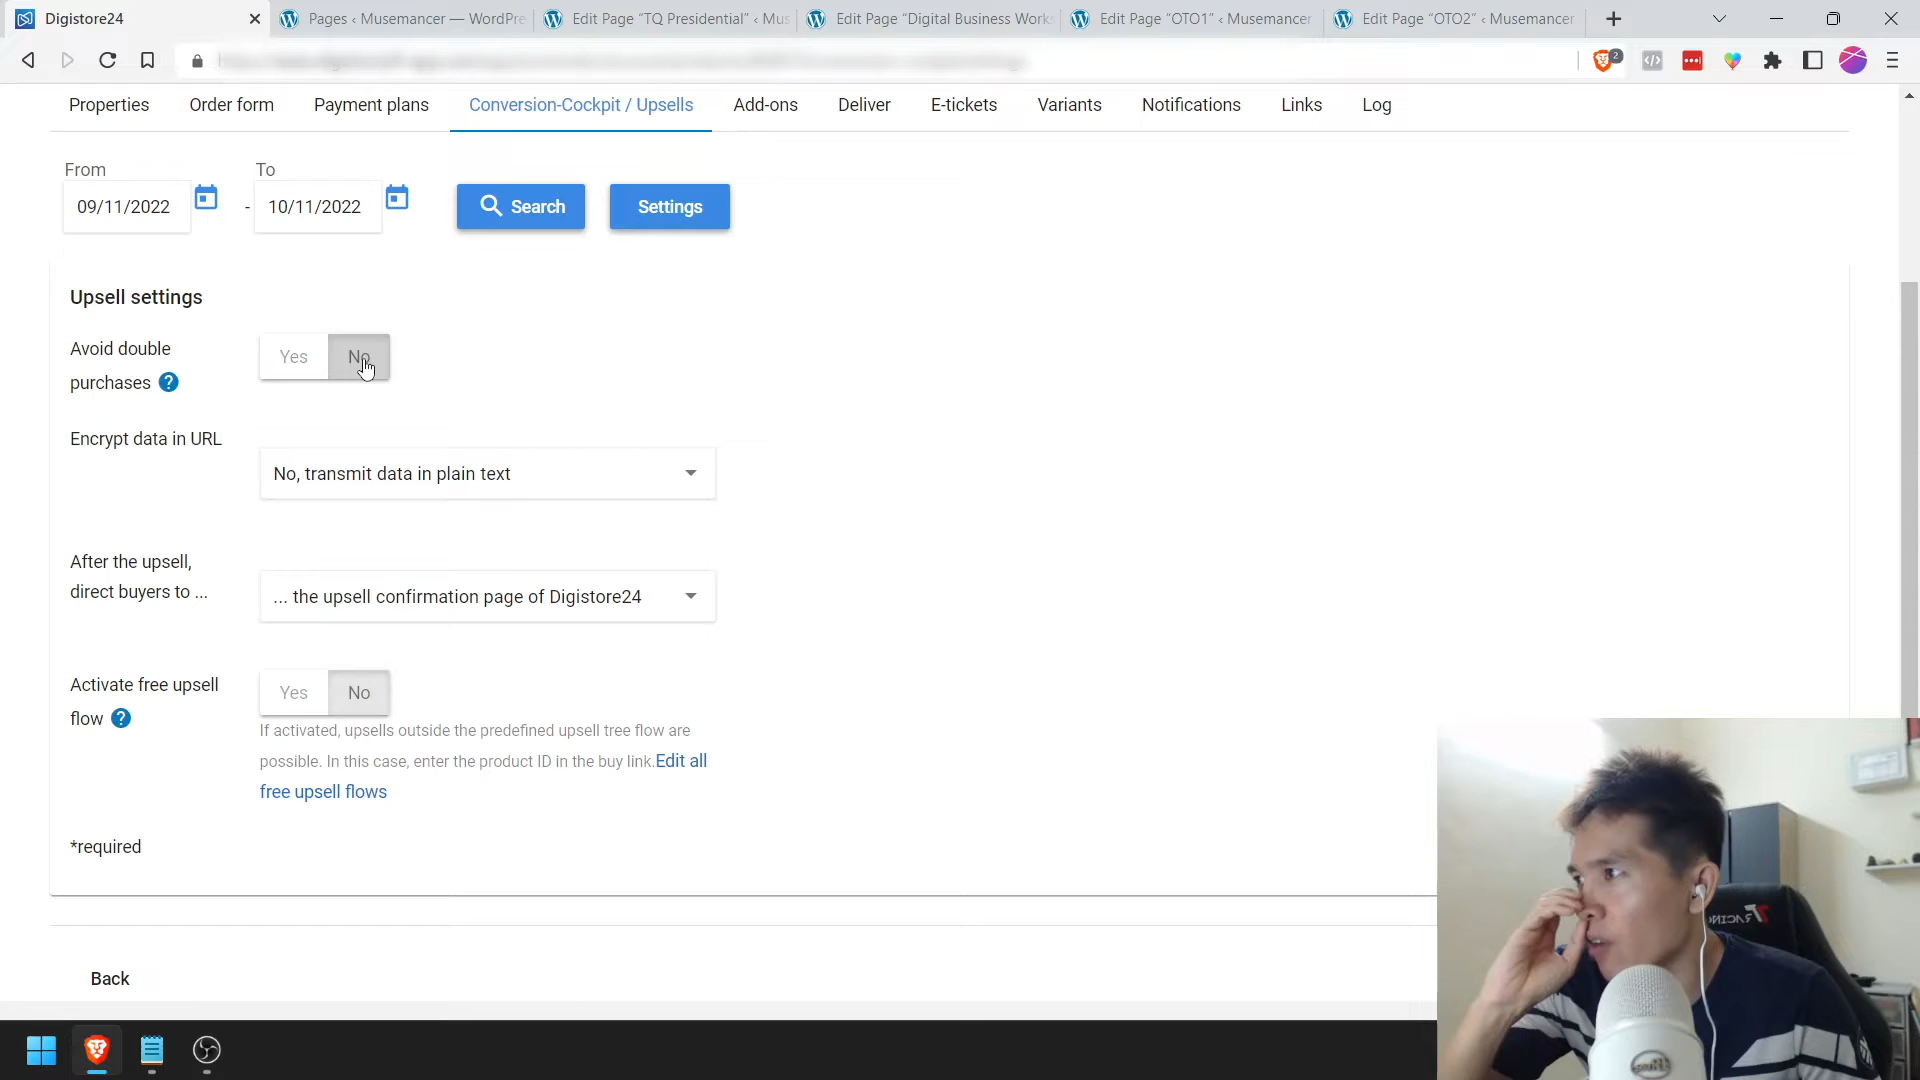 Digistore24
Pages ‹ Musemancer — WordPre
Edit Page “TQ Presidential” ‹ Mus
Edit Page “Digital Business Works
Edit Page “OTO1” ‹ Musemancer
Edit Page “OTO2” ‹ Musemancer
2
Properties
Order form
Payment plans
Conversion-Cockpit / Upsells
Add-ons
Deliver
E-tickets
Variants
Notifications
Links
Log
From
To
09/11/2022
-
10/11/2022
Search
Settings
Upsell settings
Avoid double
purchases ?
Yes
No
Encrypt data in URL
No, transmit data in plain text
After the upsell,
direct buyers to ...
... the upsell confirmation page of Digistore24
Activate free upsell
flow ?
Yes
No
If activated, upsells outside the predefined upsell tree flow are
possible. In this case, enter the product ID in the buy link.Edit all
free upsell flows
*required
Back